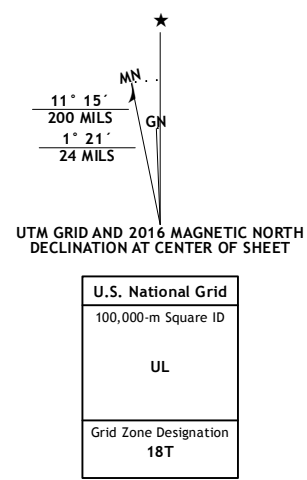 ★
MN
GN
11° 15´
200 MILS
1° 21´
24 MILS
UTM GRID AND 2016 MAGNETIC NORTH
DECLINATION AT CENTER OF SHEET
U.S. National Grid
100,000-m Square ID
UL
Grid Zone Designation
18T